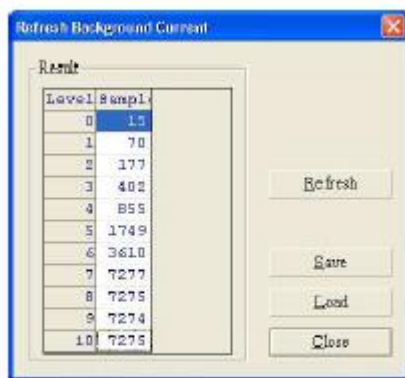 Refresh Background Current
Result
Level Sampl
0 15
1 70
2 177
3 402
4 855
5 1749
6 3610
7 7277
8 7275
9 7274
10 7275
Refresh
Save
Load
Close